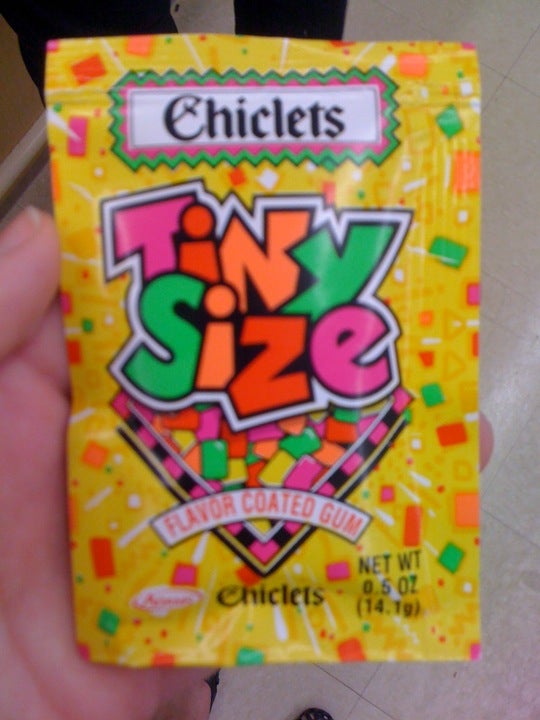 Chiclets
TiNY
Size
FLAVOR COATED GUM
Chiclets
NET WT
0.5 OZ
(14.1g)